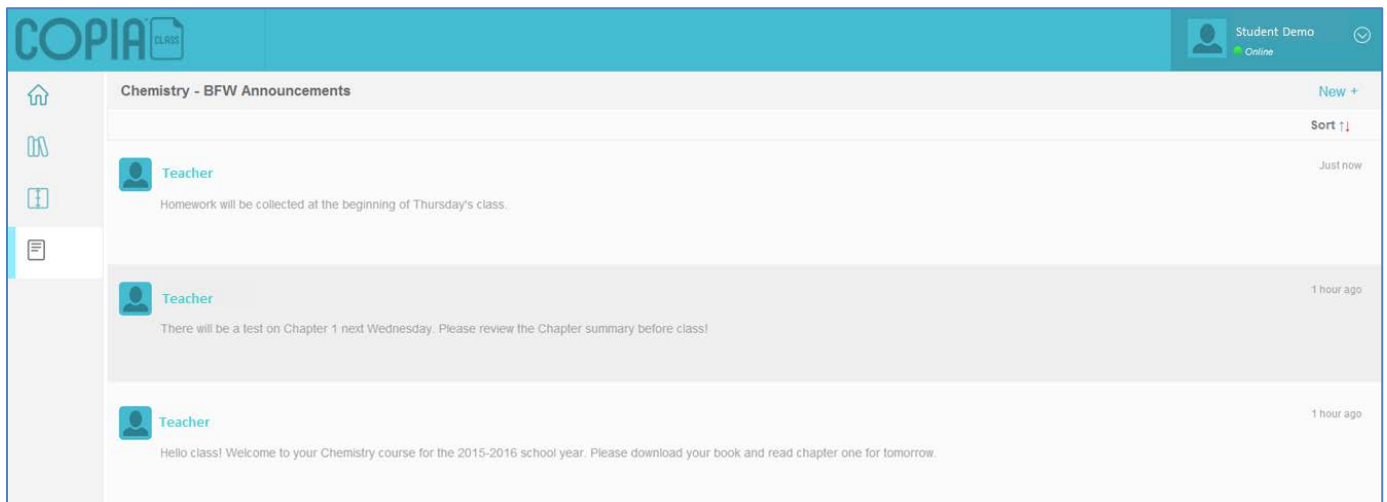 COPIA CLASS
Student Demo
Online
Chemistry - BFW Announcements
New +
Sort ↑↓
Teacher
Just now
Homework will be collected at the beginning of Thursday's class.
Teacher
1 hour ago
There will be a test on Chapter 1 next Wednesday. Please review the Chapter summary before class!
Teacher
1 hour ago
Hello class! Welcome to your Chemistry course for the 2015-2016 school year. Please download your book and read chapter one for tomorrow.